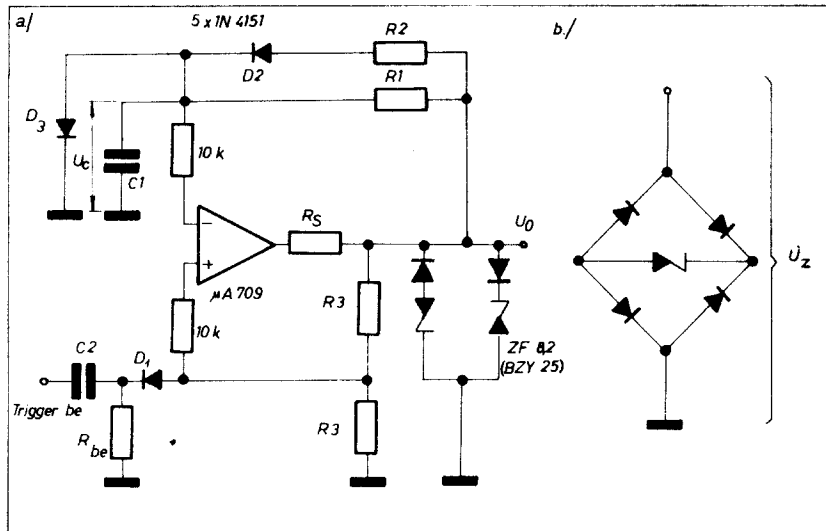 a./
5 x 1N 4151
b./
R2
D2
R1
D3
Uc
C1
10 k
RS
U0
-
+
µA 709
R3
10 k
ZF 8,2
(BZY 25)
Uz
C2
D1
Trigger be
Rbe
R3